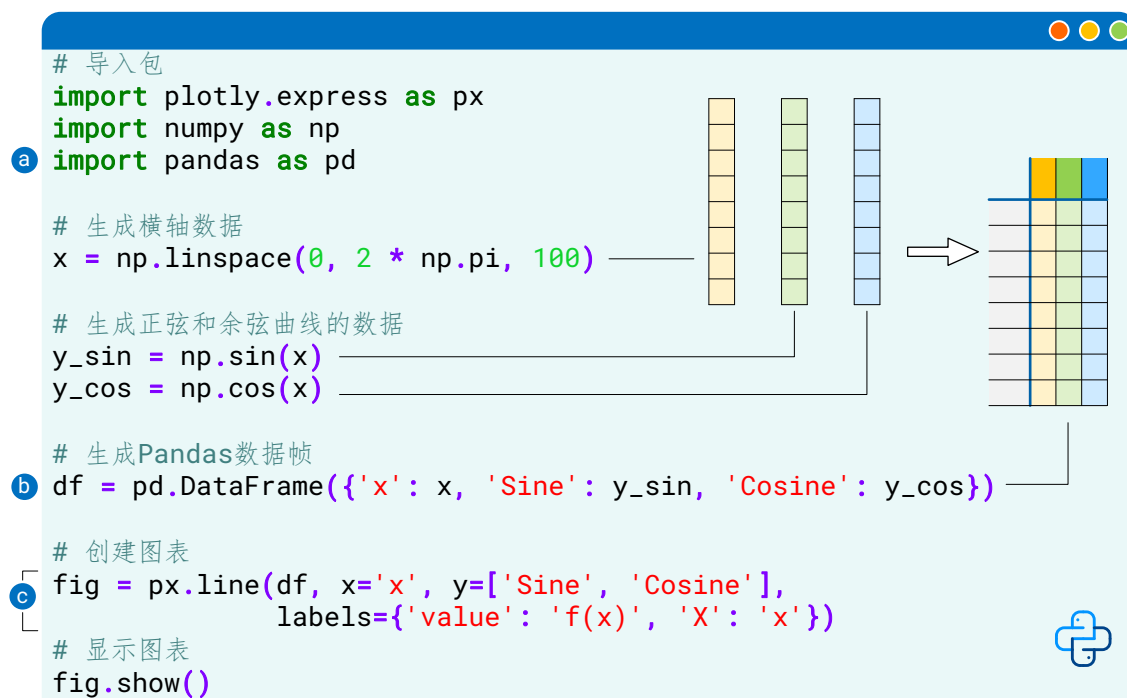 # 导入包
import plotly.express as px
import numpy as np
a import pandas as pd
# 生成横轴数据
x = np.linspace(0, 2 * np.pi, 100)
# 生成正弦和余弦曲线的数据
y_sin = np.sin(x)
y_cos = np.cos(x)
# 生成Pandas数据帧
b df = pd.DataFrame({'x': x, 'Sine': y_sin, 'Cosine': y_cos})
# 创建图表
c fig = px.line(df, x='x', y=['Sine', 'Cosine'],
labels={'value': 'f(x)', 'X': 'x'})
# 显示图表
fig.show()